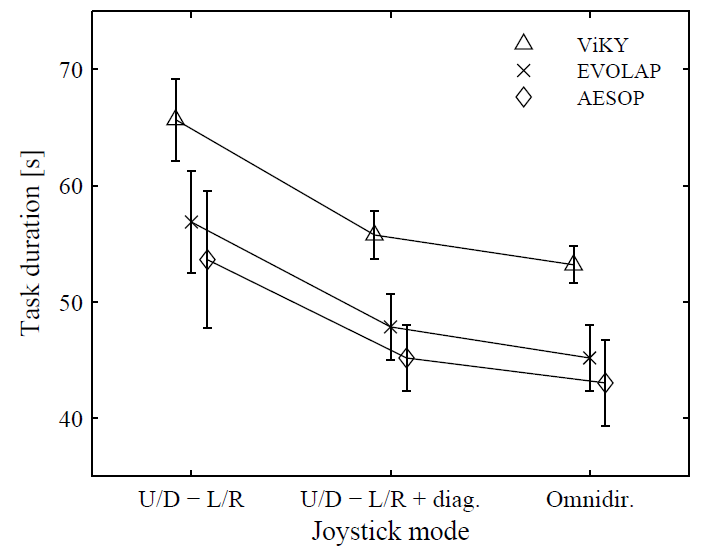 ViKY
EVOLAP
AESOP
70
60
50
40
Task duration [s]
U/D − L/R
U/D − L/R + diag.
Omnidir.
Joystick mode